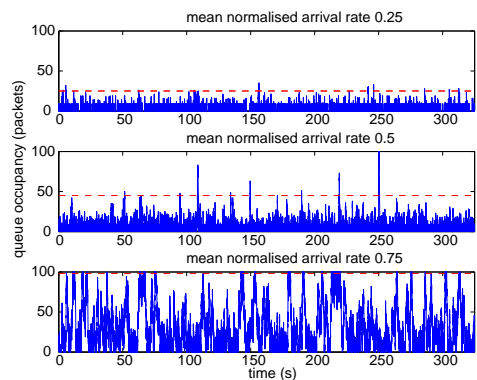 mean normalised arrival rate 0.25
100
50
0
0 50 100 150 200 250 300
mean normalised arrival rate 0.5
100
50
0
0 50 100 150 200 250 300
mean normalised arrival rate 0.75
100
50
0
0 50 100 150 200 250 300
time (s)
queue occupancy (packets)